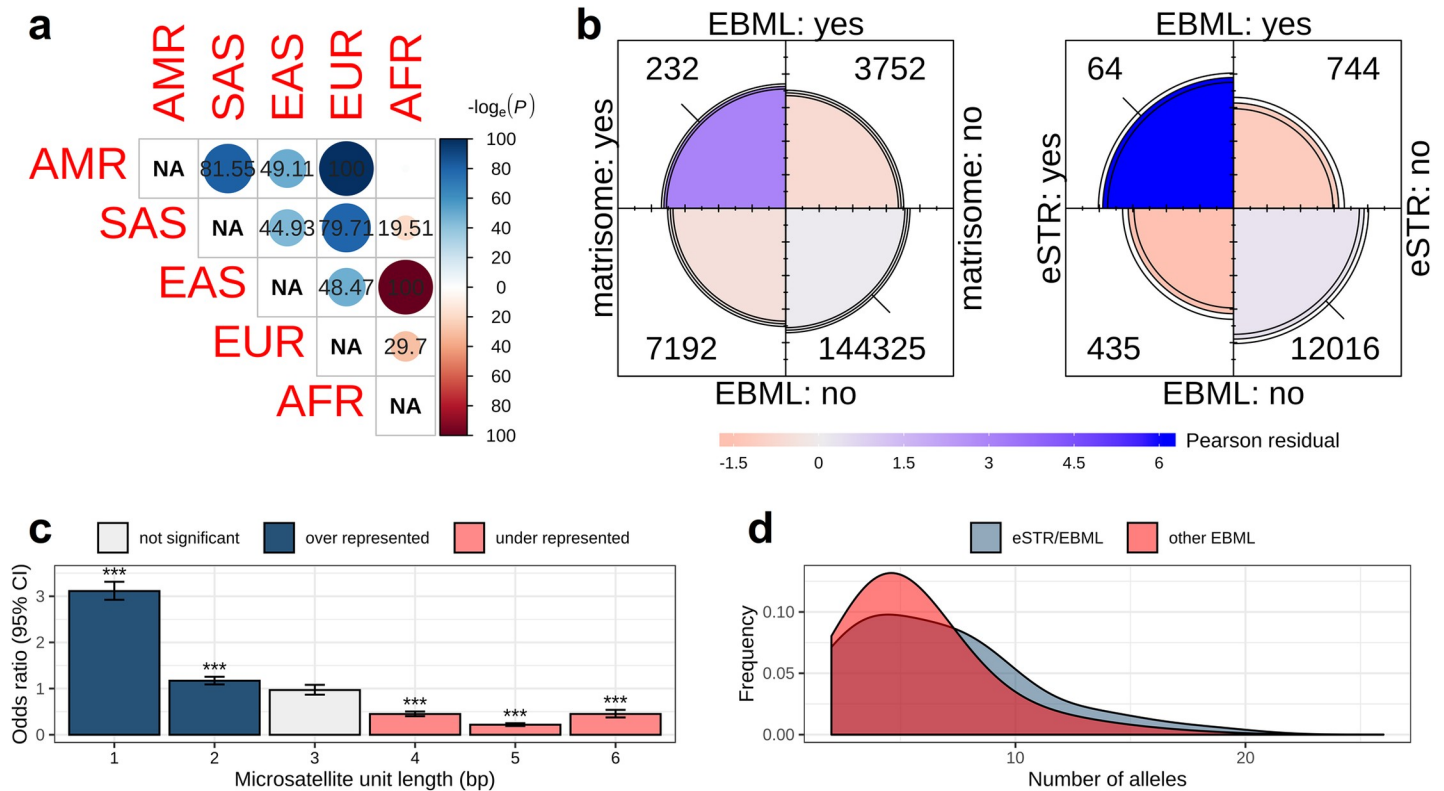 a
AMR
SAS
EAS
EUR
AFR
-logₑ(P)
AMR NA 81.55 49.11 100
SAS NA 44.93 79.71 19.51
EAS NA 48.47 100
EUR NA 29.7
AFR NA
100
80
60
40
20
0
20
40
60
80
100
b
EBML: yes
232 3752
matrisome: yes
matrisome: no
7192 144325
EBML: no
EBML: yes
64 744
eSTR: yes
eSTR: no
435 12016
EBML: no
Pearson residual
-1.5 0 1.5 3 4.5 6
c
not significant over represented under represented
Odds ratio (95% CI)
3
2
1
0
*** *** *** *** ***
1 2 3 4 5 6
Microsatellite unit length (bp)
d
eSTR/EBML other EBML
Frequency
0.10
0.05
0.00
10 20
Number of alleles